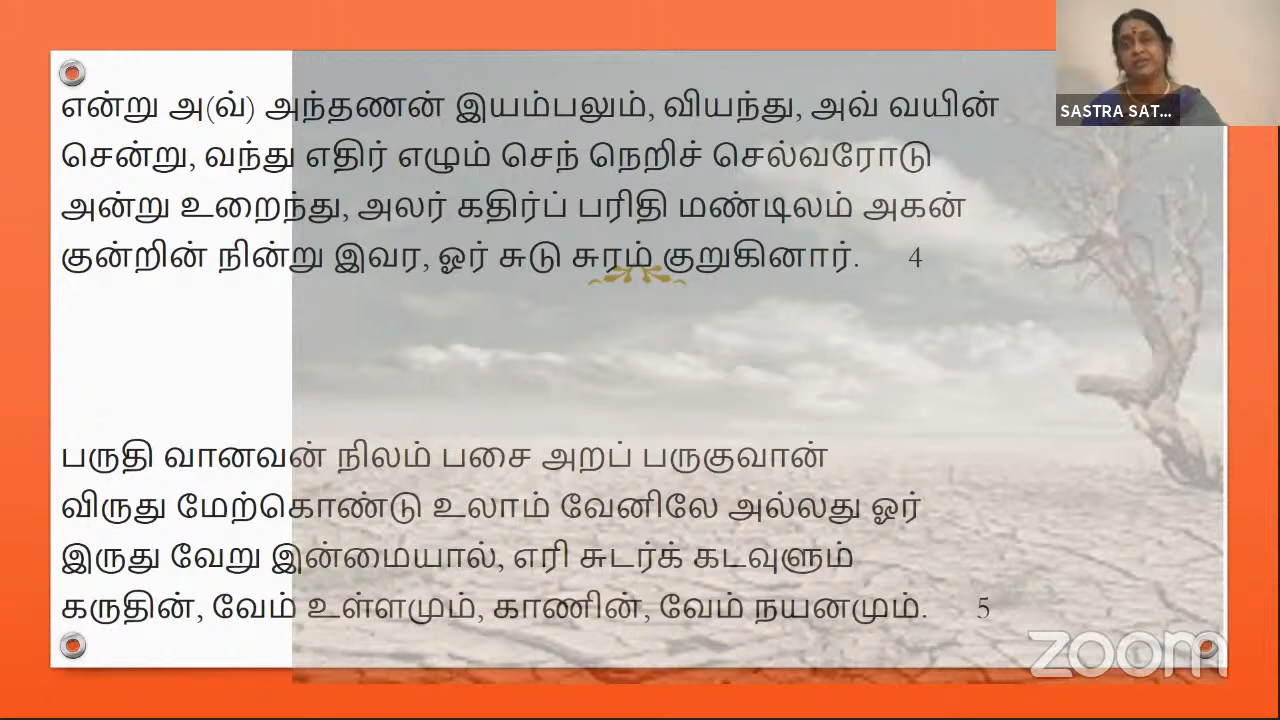 என்று அ(வ்) அந்தணன் இயம்பலும், வியந்து, அவ் வயின்
சென்று, வந்து எதிர் எழும் செந் நெறிச் செல்வரோடு
அன்று உறைந்து, அலர் கதிர்ப் பரிதி மண்டிலம் அகன்
குன்றின் நின்று இவர, ஓர் சுடு சுரம் குறுகினார். 4
பருதி வானவன் நிலம் பசை அறப் பருகுவான்
விருது மேற்கொண்டு உலாம் வேனிலே அல்லது ஓர்
இருது வேறு இன்மையால், எரி சுடர்க் கடவுளும்
கருதின், வேம் உள்ளமும், காணின், வேம் நயனமும். 5
SASTRA SAT...
zoom